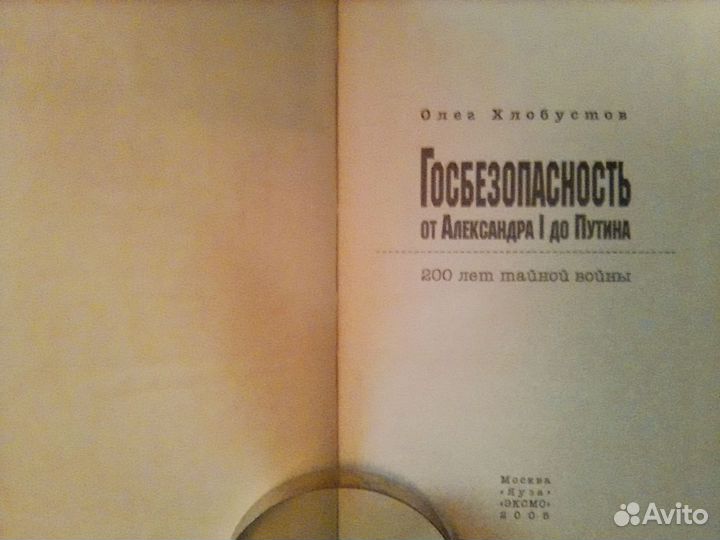 Олег Хлобустов
ГОСБЕЗОПАСНОСТЬ
ОТ АЛЕКСАНДРА I ДО ПУТИНА
200 лет тайной войны
Москва
«Яуза»
«ЭКСМО»
2005
Avito